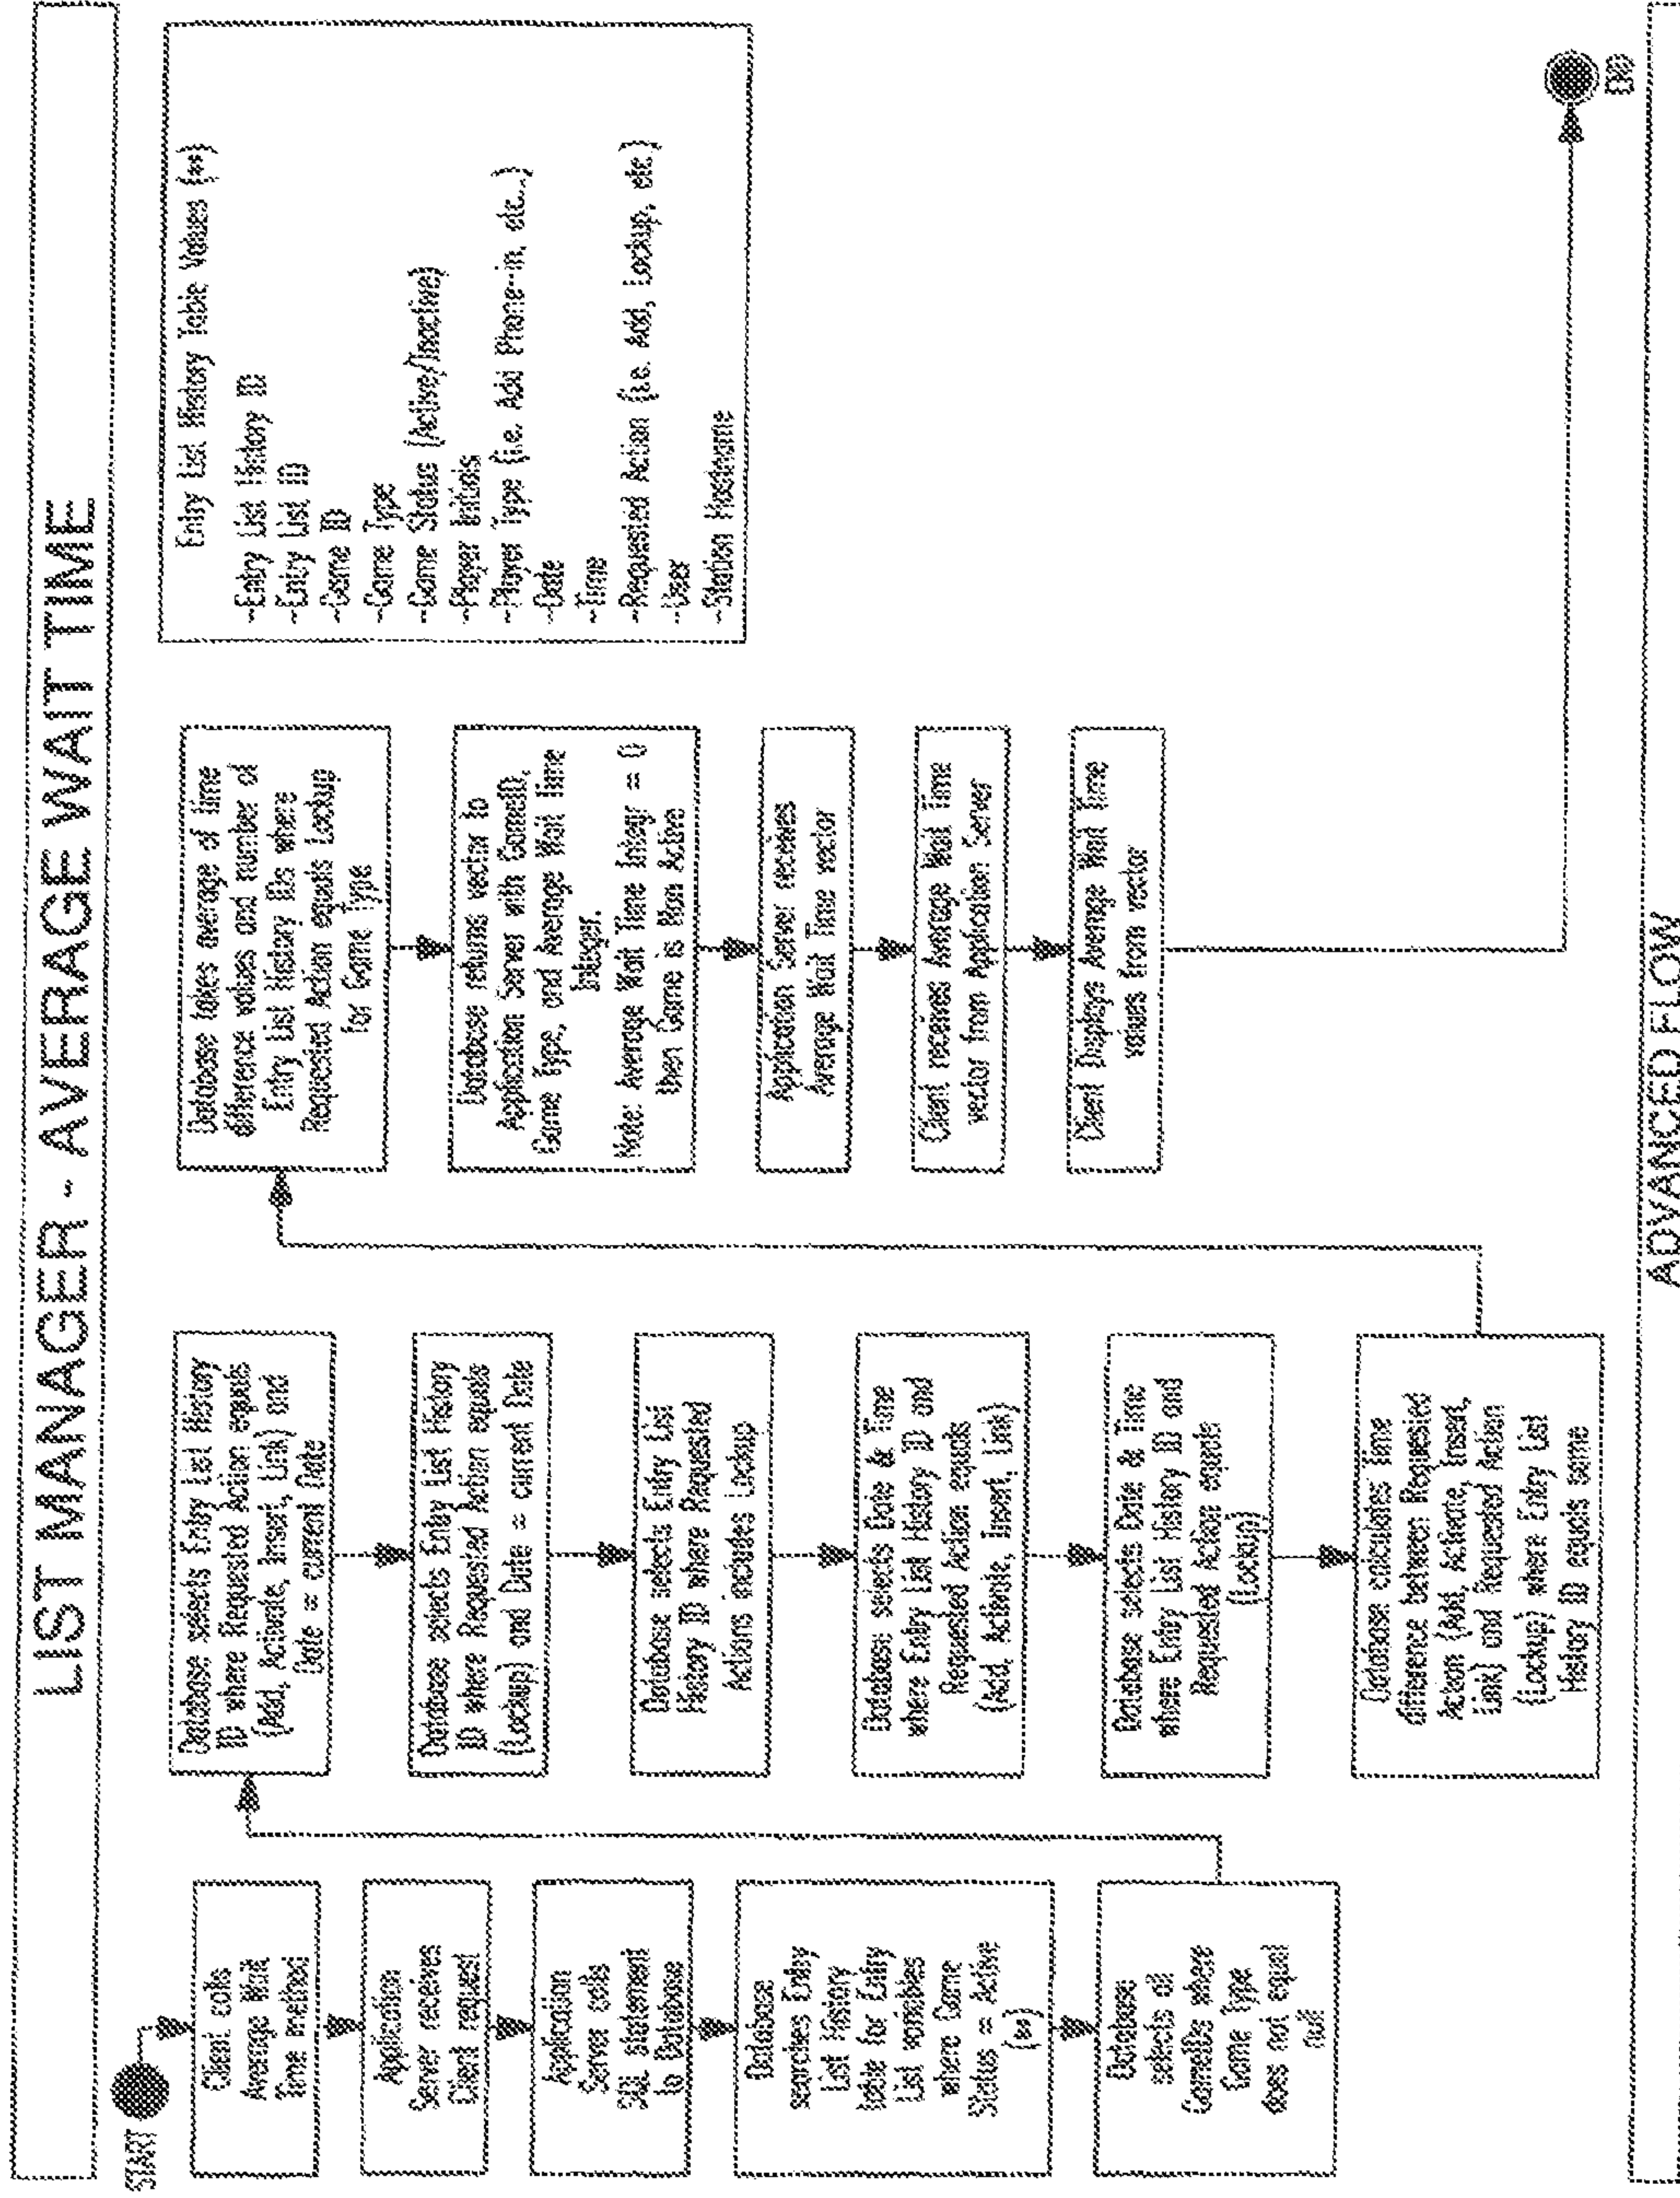 LIST MANAGER - AVERAGE WAIT TIME
START
Client calls
Average Wait
Time method
Application
Server receives
Client request
Application
Server calls
SQL statement
to Database
Database
searches Entry
List History
table for Entry
List variables
where Game
Status = Active
(**)
Database
selects all
GameIDs where
Game Type
does not equal
null
Database selects Entry List History
ID where Requested Action equals
(Add, Activate, Insert, Link) and
Date = current Date
Database selects Entry List History
ID where Requested Action equals
(Lockup) and Date = current Date
Database selects Entry List
History ID where Requested
Actions includes Lockup
Database selects Date & Time
where Entry List History ID and
Requested Action equals
(Add, Activate, Insert, Link)
Database selects Date & Time
where Entry List History ID and
Requested Action equals
(Lockup)
Database calculates Time
difference between Requested
Action (Add, Activate, Insert,
Link) and Requested Action
(Lockup) where Entry List
History ID equals same
Database takes average of time
difference values and number of
Entry List History IDs where
Requested Action equals Lockup
for Game Type
Database returns vector to
Application Server with GameID,
Game Type, and Average Wait Time
Integer.
Note: Average Wait Time Integr = 0
then Game is Non Active
Application Server receives
Average Wait Time vector
Client receives Average Wait Time
vector from Application Server
Client Displays Average Wait Time
values from vector
Entry List History Table Values (**)
-Entry List History ID
-Entry List ID
-Game ID
-Game Type
-Game Status (Active/Inactive)
-Player Initials
-Player Type (i.e. Add Phone-in, etc..)
-Date
-Time
-Requested Action (i.e. Add, Lockup, etc)
-User
-Station Hostname
END
ADVANCED FLOW